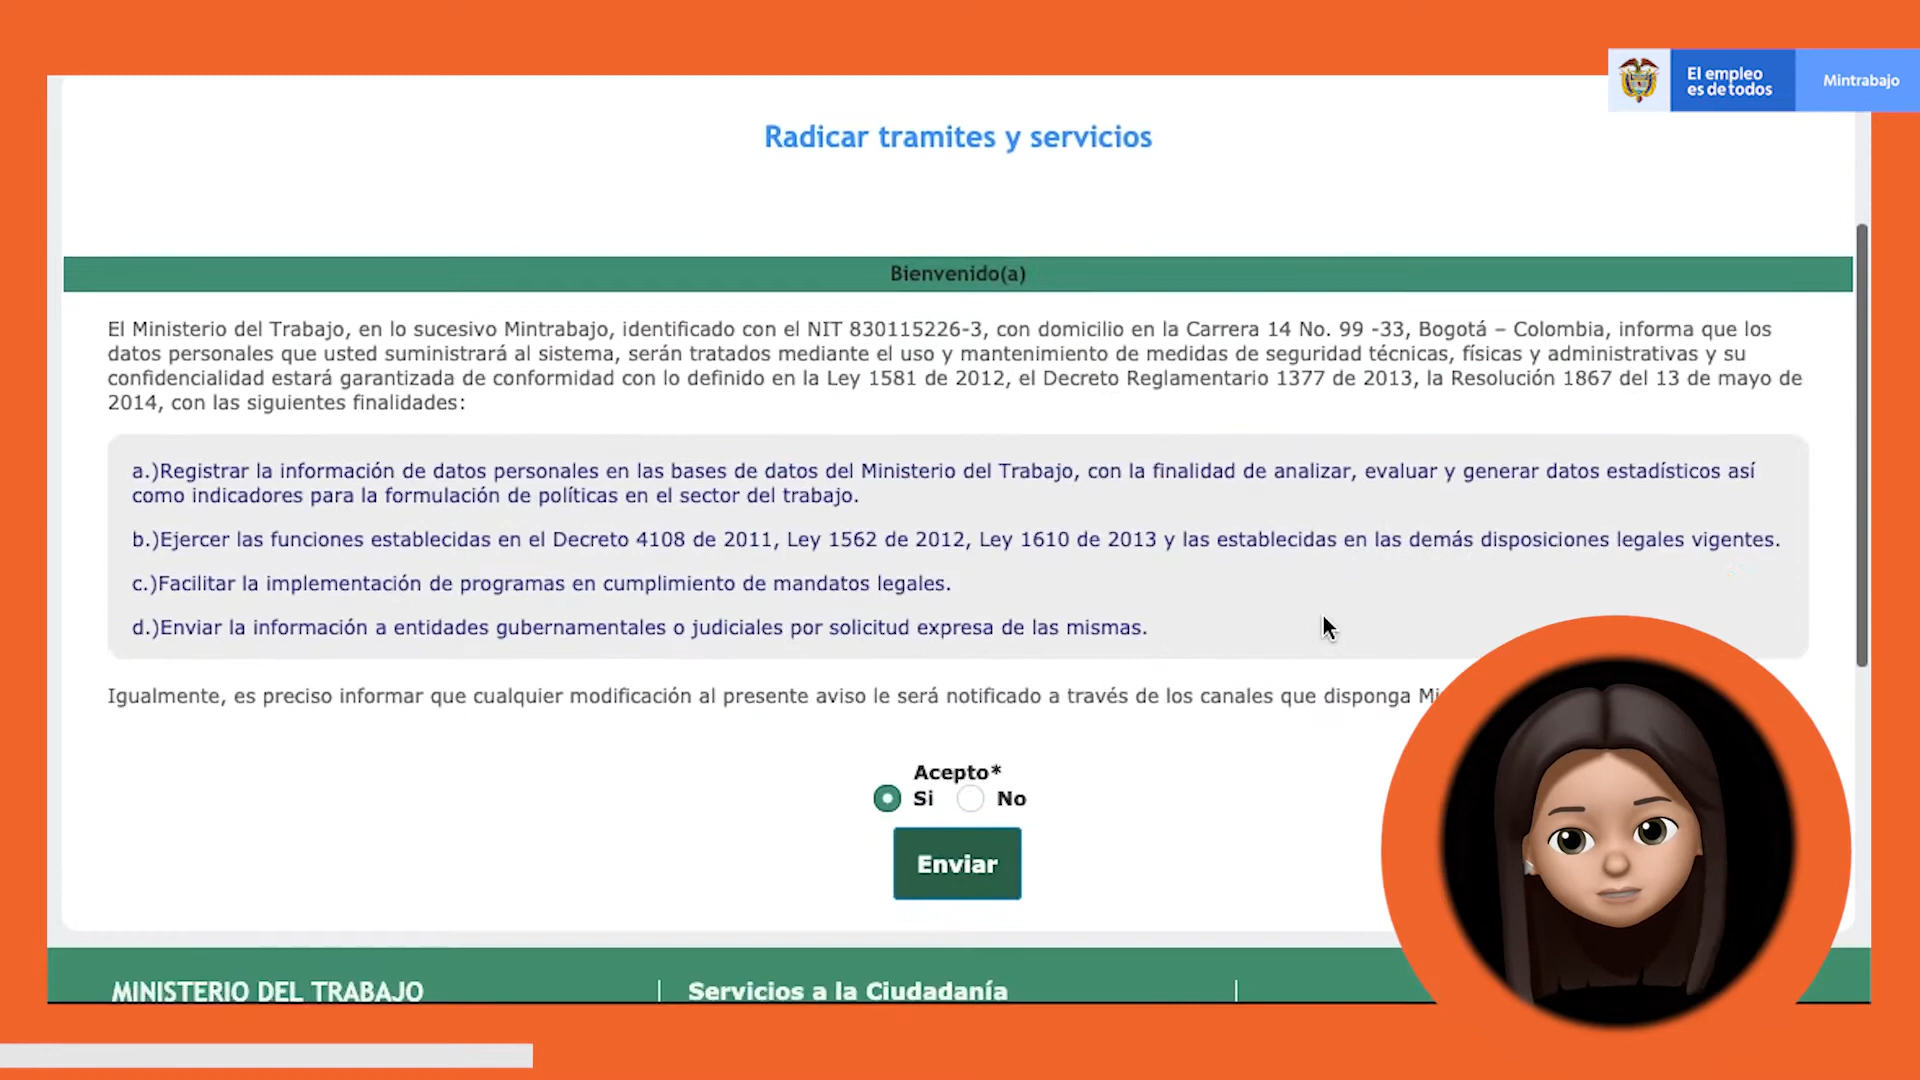 El empleo
es de todos
Mintrabajo
Radicar tramites y servicios
Bienvenido(a)
El Ministerio del Trabajo, en lo sucesivo Mintrabajo, identificado con el NIT 830115226-3, con domicilio en la Carrera 14 No. 99 -33, Bogotá – Colombia, informa que los
datos personales que usted suministrará al sistema, serán tratados mediante el uso y mantenimiento de medidas de seguridad técnicas, físicas y administrativas y su
confidencialidad estará garantizada de conformidad con lo definido en la Ley 1581 de 2012, el Decreto Reglamentario 1377 de 2013, la Resolución 1867 del 13 de mayo de
2014, con las siguientes finalidades:
a.)Registrar la información de datos personales en las bases de datos del Ministerio del Trabajo, con la finalidad de analizar, evaluar y generar datos estadísticos así
como indicadores para la formulación de políticas en el sector del trabajo.
b.)Ejercer las funciones establecidas en el Decreto 4108 de 2011, Ley 1562 de 2012, Ley 1610 de 2013 y las establecidas en las demás disposiciones legales vigentes.
c.)Facilitar la implementación de programas en cumplimiento de mandatos legales.
d.)Enviar la información a entidades gubernamentales o judiciales por solicitud expresa de las mismas.
Igualmente, es preciso informar que cualquier modificación al presente aviso le será notificado a través de los canales que disponga
Acepto*
Si No
Enviar
MINISTERIO DEL TRABAJO
Servicios a la Ciudadanía